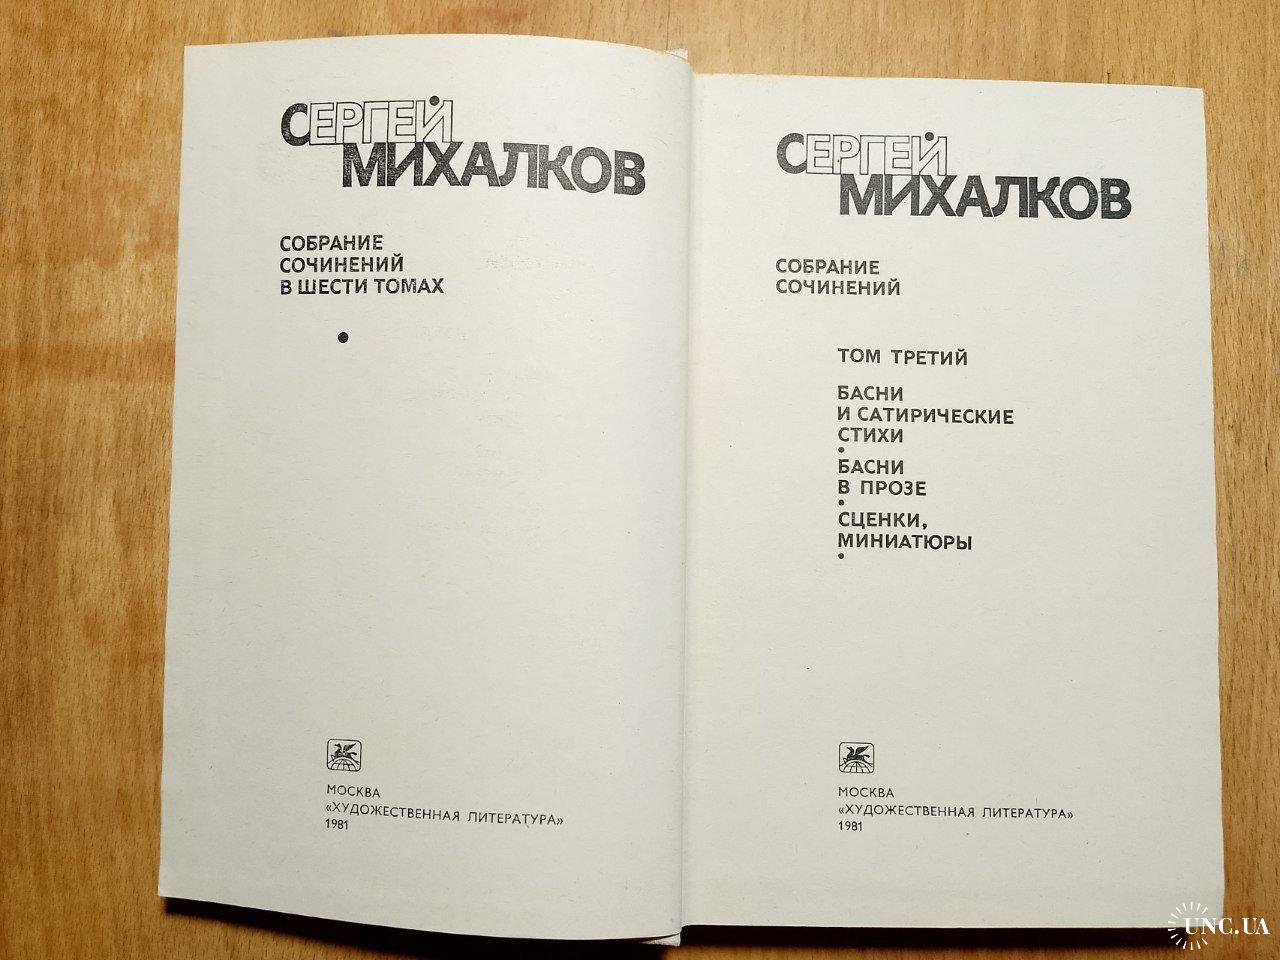 СЕРГЕЙ
МИХАЛКОВ
СОБРАНИЕ
СОЧИНЕНИЙ
В ШЕСТИ ТОМАХ
МОСКВА
«ХУДОЖЕСТВЕННАЯ ЛИТЕРАТУРА»
1981
СЕРГЕЙ
МИХАЛКОВ
СОБРАНИЕ
СОЧИНЕНИЙ
ТОМ ТРЕТИЙ
БАСНИ
И САТИРИЧЕСКИЕ
СТИХИ
БАСНИ
В ПРОЗЕ
СЦЕНКИ,
МИНИАТЮРЫ
МОСКВА
«ХУДОЖЕСТВЕННАЯ ЛИТЕРАТУРА»
1981
UNC.UA